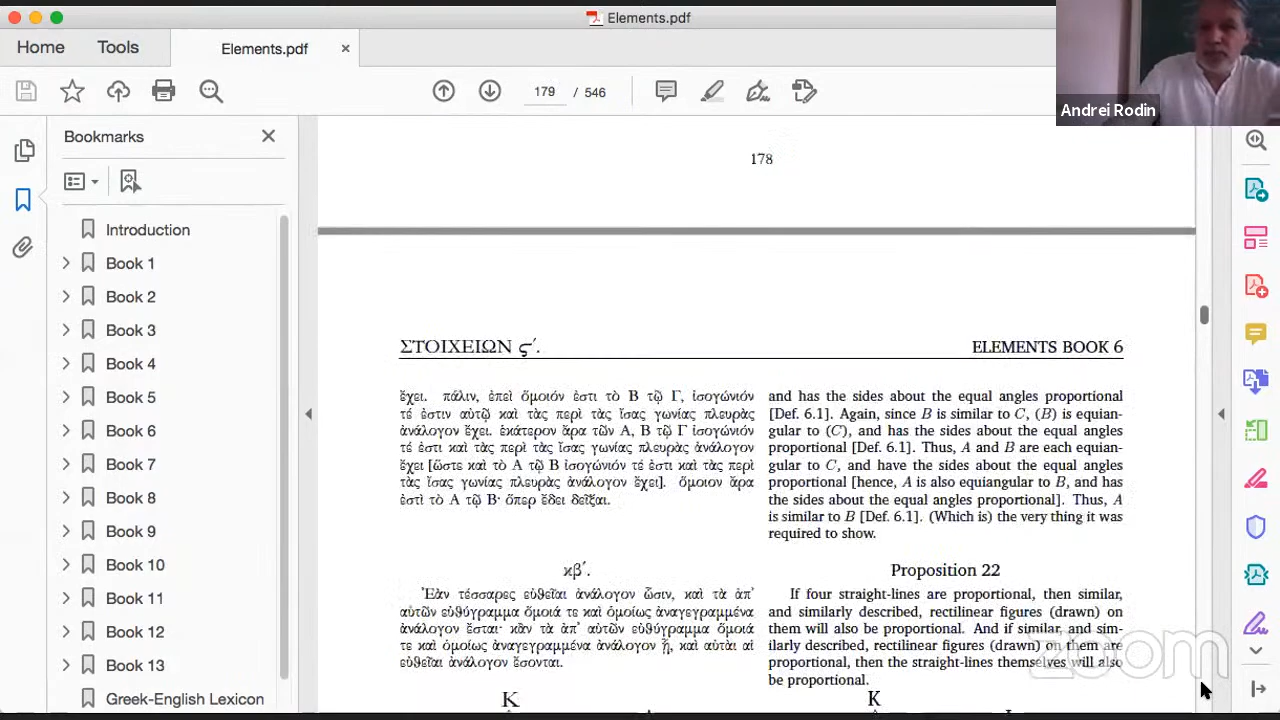 Elements.pdf
Home
Tools
Elements.pdf
179 / 546
Andrei Rodin
Bookmarks
Introduction
Book 1
Book 2
Book 3
Book 4
Book 5
Book 6
Book 7
Book 8
Book 9
Book 10
Book 11
Book 12
Book 13
Greek-English Lexicon
178
ΣΤΟΙΧΕΙΩΝ ϛ΄.
ELEMENTS BOOK 6
ἔχει. πάλιν, ἐπεὶ ὅμοιόν ἐστι τὸ Β τῷ Γ, ἰσογώνιόν
τέ ἐστιν αὐτῷ καὶ τὰς περὶ τὰς ἴσας γωνίας πλευρὰς
ἀνάλογον ἔχει. ἑκάτερον ἄρα τῶν Α, Β τῷ Γ ἰσογώνιόν
τέ ἐστι καὶ τὰς περὶ τὰς ἴσας γωνίας πλευρὰς ἀνάλογον
ἔχει [ὥστε καὶ τὸ Α τῷ Β ἰσογώνιόν τέ ἐστι καὶ τὰς περὶ
τὰς ἴσας γωνίας πλευρὰς ἀνάλογον ἔχει]. ὅμοιον ἄρα
ἐστὶ τὸ Α τῷ Β· ὅπερ ἔδει δεῖξαι.
κβ΄.
᾿Εὰν τέσσαρες εὐθεῖαι ἀνάλογον ὦσιν, καὶ τὰ ἀπ᾿
αὐτῶν εὐθύγραμμα ὅμοιά τε καὶ ὁμοίως ἀναγεγραμμένα
ἀνάλογον ἔσται· κἂν τὰ ἀπ᾿ αὐτῶν εὐθύγραμμα ὅμοιά
τε καὶ ὁμοίως ἀναγεγραμμένα ἀνάλογον ᾖ, καὶ αὐταὶ αἱ
εὐθεῖαι ἀνάλογον ἔσονται.
Κ
and has the sides about the equal angles proportional
[Def. 6.1]. Again, since B is similar to C, (B) is equian-
gular to (C), and has the sides about the equal angles
proportional [Def. 6.1]. Thus, A and B are each equian-
gular to C, and have the sides about the equal angles
proportional [hence, A is also equiangular to B, and has
the sides about the equal angles proportional]. Thus, A
is similar to B [Def. 6.1]. (Which is) the very thing it was
required to show.
Proposition 22
If four straight-lines are proportional, then similar,
and similarly described, rectilinear figures (drawn) on
them will also be proportional. And if similar, and sim-
ilarly described, rectilinear figures (drawn) on them are
proportional, then the straight-lines themselves will also
be proportional.
K
zoom